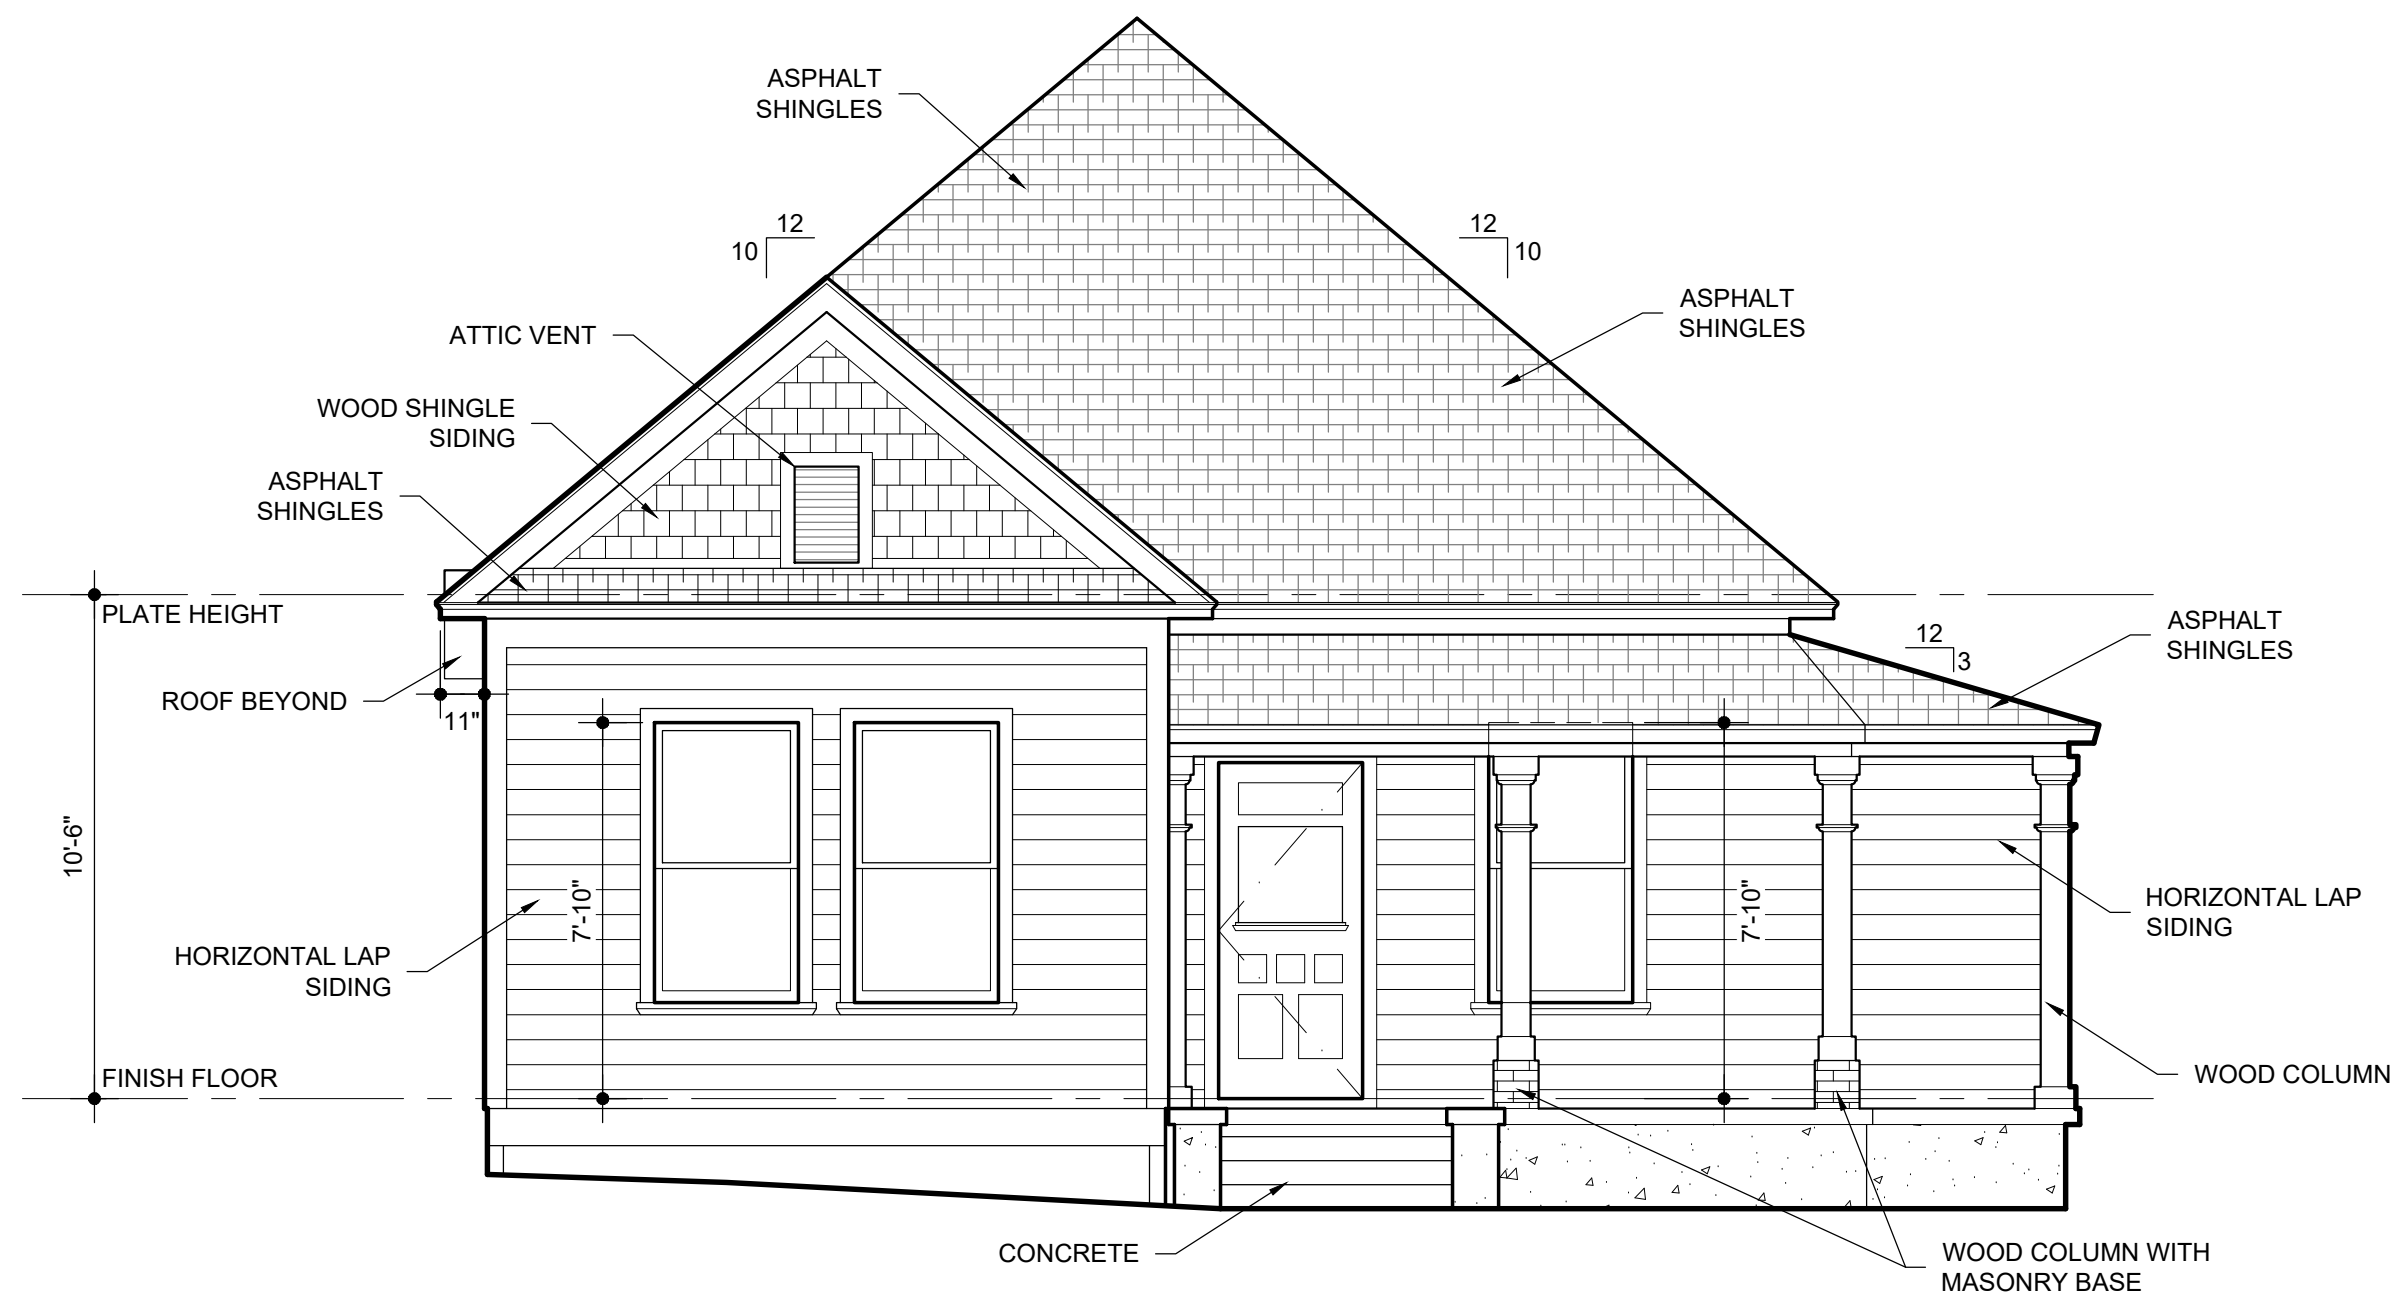 ASPHALT
SHINGLES
12
10
12
10
ASPHALT
SHINGLES
ATTIC VENT
WOOD SHINGLE
SIDING
ASPHALT
SHINGLES
PLATE HEIGHT
ASPHALT
SHINGLES
12
3
ROOF BEYOND
11"
10'-6"
7'-10"
7'-10"
HORIZONTAL LAP
SIDING
HORIZONTAL LAP
SIDING
FINISH FLOOR
WOOD COLUMN
CONCRETE
WOOD COLUMN WITH
MASONRY BASE